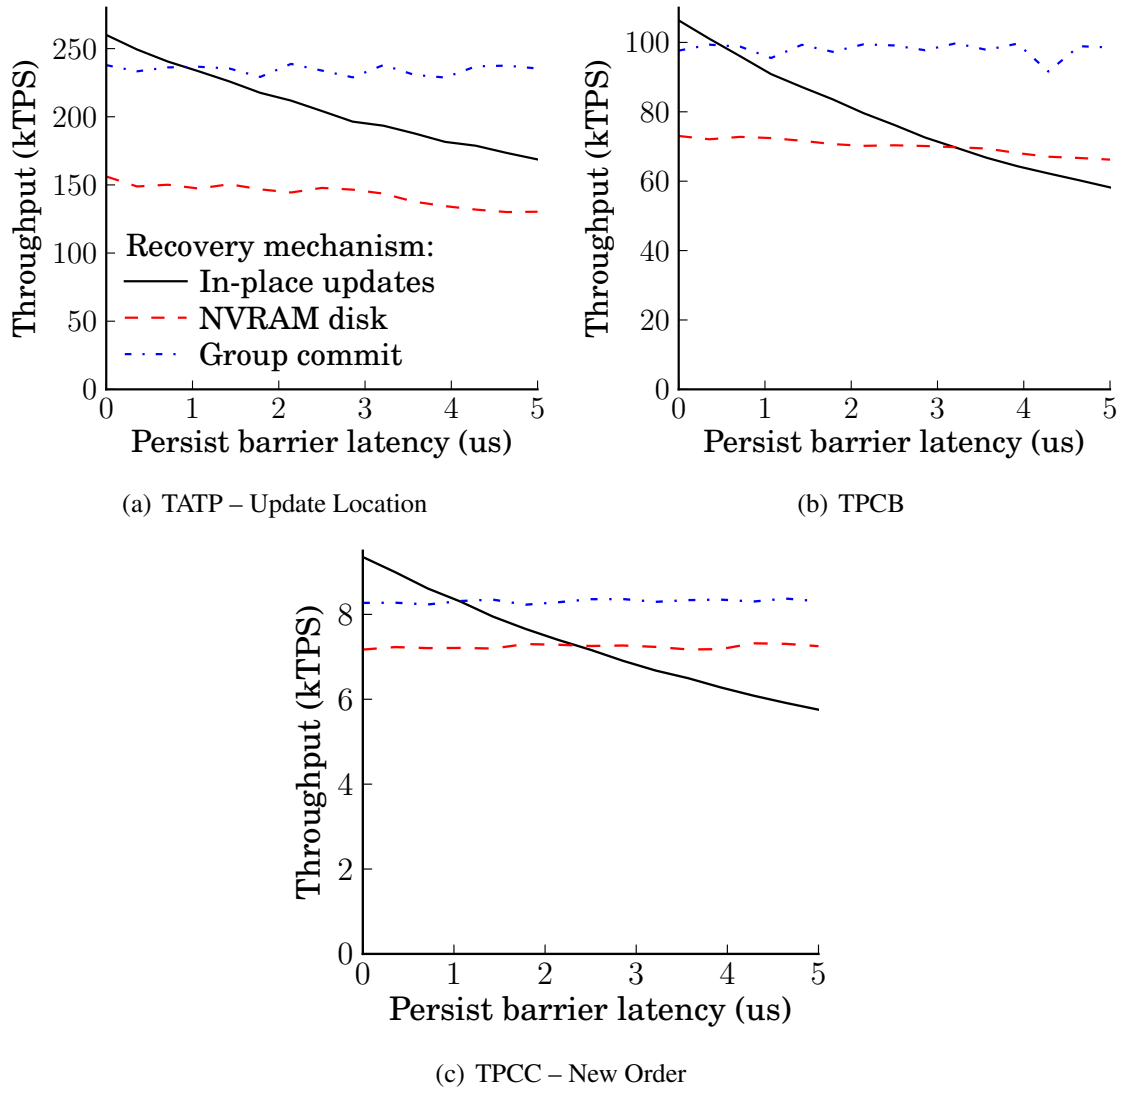 250
200
150
100
50
0
Throughput (kTPS)
Recovery mechanism:
In-place updates
NVRAM disk
Group commit
0 1 2 3 4 5
Persist barrier latency (us)
(a) TATP – Update Location
100
80
60
40
20
0
Throughput (kTPS)
0 1 2 3 4 5
Persist barrier latency (us)
(b) TPCB
8
6
4
2
0
Throughput (kTPS)
0 1 2 3 4 5
Persist barrier latency (us)
(c) TPCC – New Order